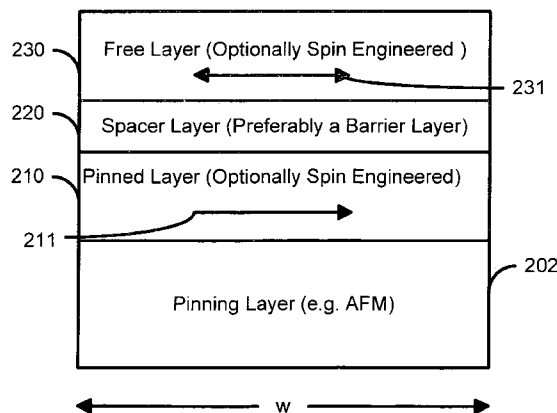 230
Free Layer (Optionally Spin Engineered )
231
220
Spacer Layer (Preferably a Barrier Layer)
210
Pinned Layer (Optionally Spin Engineered)
211
202
Pinning Layer (e.g. AFM)
w